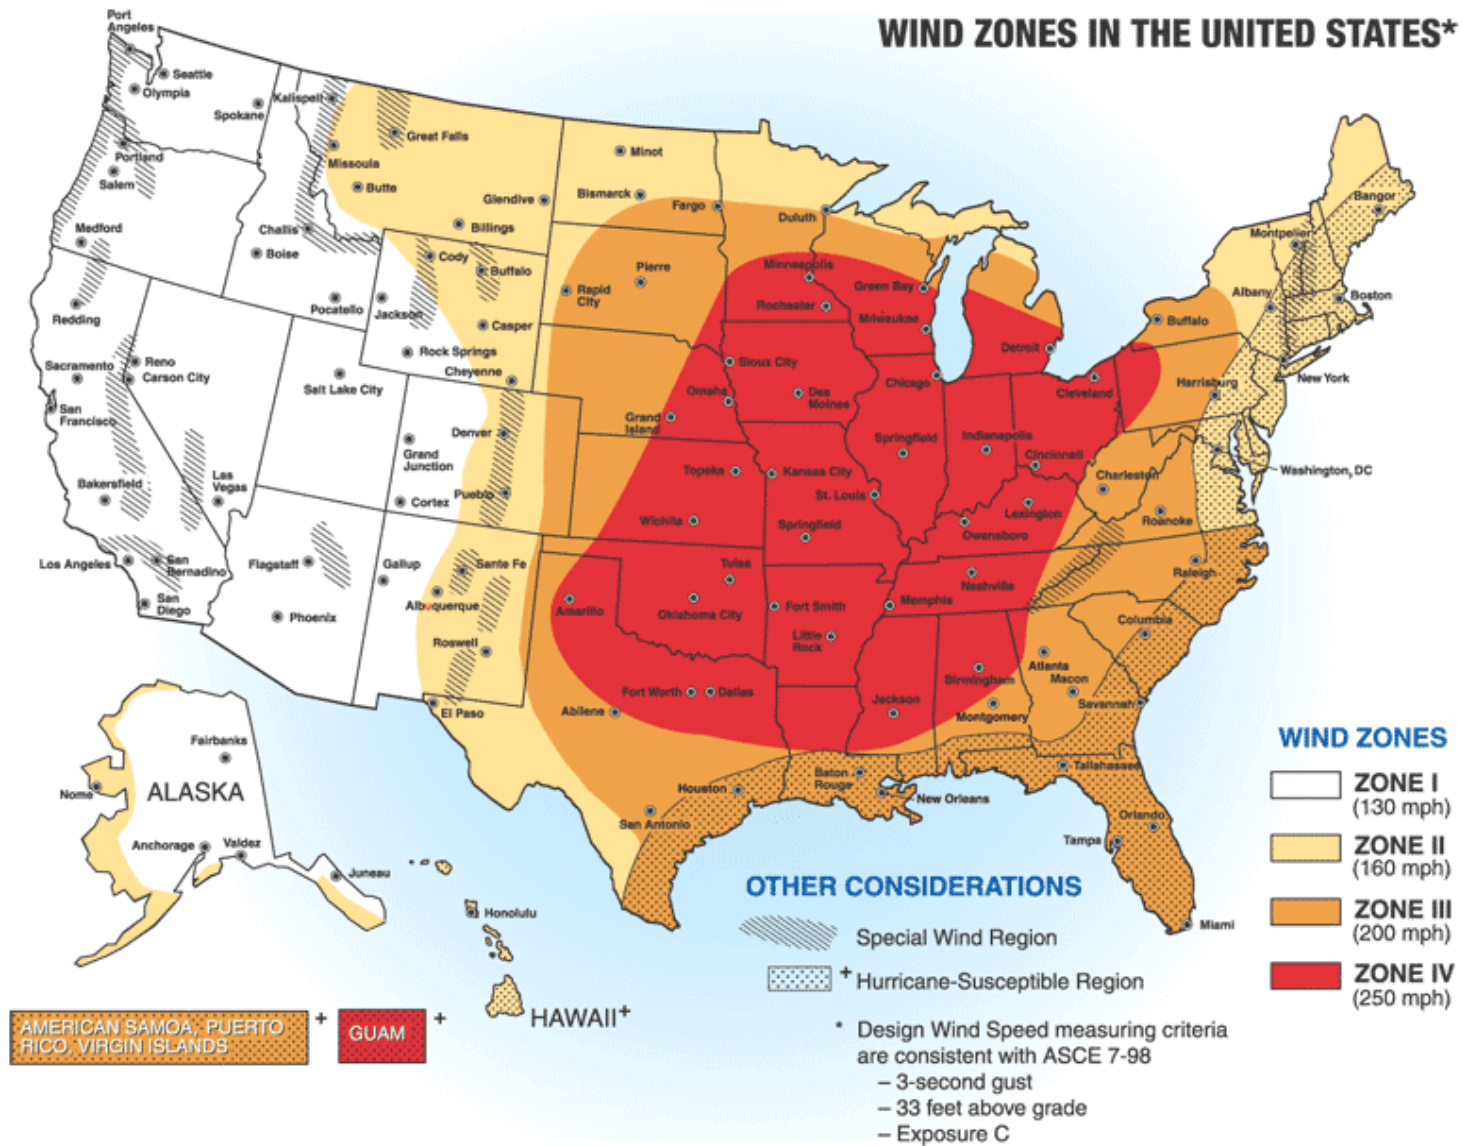 WIND ZONES IN THE UNITED STATES*
Port
Angeles
Seattle
Olympia
Spokane
Kalispell
Great Falls
Missoula
Butte
Glendive
Billings
Portland
Salem
Medford
Challis
Boise
Pocatello
Jackson
Cody
Buffalo
Casper
Rock Springs
Cheyenne
Minot
Bismarck
Fargo
Duluth
Pierre
Rapid
City
Minneapolis
Rochester
Green Bay
Milwaukee
Detroit
Bangor
Montpelier
Albany
Boston
Buffalo
New York
Harrisburg
Washington, DC
Redding
Sacramento
Reno
Carson City
San
Francisco
Salt Lake City
Bakersfield
Las
Vegas
Los Angeles
San
Bernadino
San
Diego
Flagstaff
Phoenix
Gallup
Grand
Junction
Cortez
Denver
Pueblo
Sante Fe
Albuquerque
Roswell
El Paso
Sioux City
Omaha
Des
Moines
Grand
Island
Chicago
Cleveland
Springfield
Indianapolis
Cincinnati
Charleston
Roanoke
Topeka
Kansas City
St. Louis
Wichita
Springfield
Lexington
Owensboro
Raleigh
Tulsa
Nashville
Amarillo
Oklahoma City
Fort Smith
Memphis
Little
Rock
Columbia
Atlanta
Macon
Birmingham
Savannah
Montgomery
Fort Worth
Dallas
Jackson
Abilene
Houston
San Antonio
Baton
Rouge
New Orleans
Tallahassee
Orlando
Tampa
Miami
Fairbanks
ALASKA
Nome
Anchorage
Valdez
Juneau
Honolulu
HAWAII+
AMERICAN SAMOA, PUERTO
RICO, VIRGIN ISLANDS
+
GUAM
+
OTHER CONSIDERATIONS
Special Wind Region
+ Hurricane-Susceptible Region
* Design Wind Speed measuring criteria
are consistent with ASCE 7-98
– 3-second gust
– 33 feet above grade
– Exposure C
WIND ZONES
ZONE I
(130 mph)
ZONE II
(160 mph)
ZONE III
(200 mph)
ZONE IV
(250 mph)